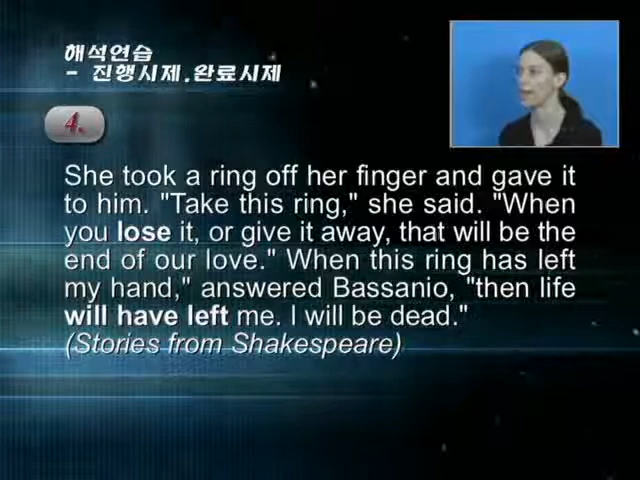 해석연습
- 진행시제.완료시제
4.
She took a ring off her finger and gave it
to him. "Take this ring," she said. "When
you lose it, or give it away, that will be the
end of our love." When this ring has left
my hand," answered Bassanio, "then life
will have left me. I will be dead."
(Stories from Shakespeare)